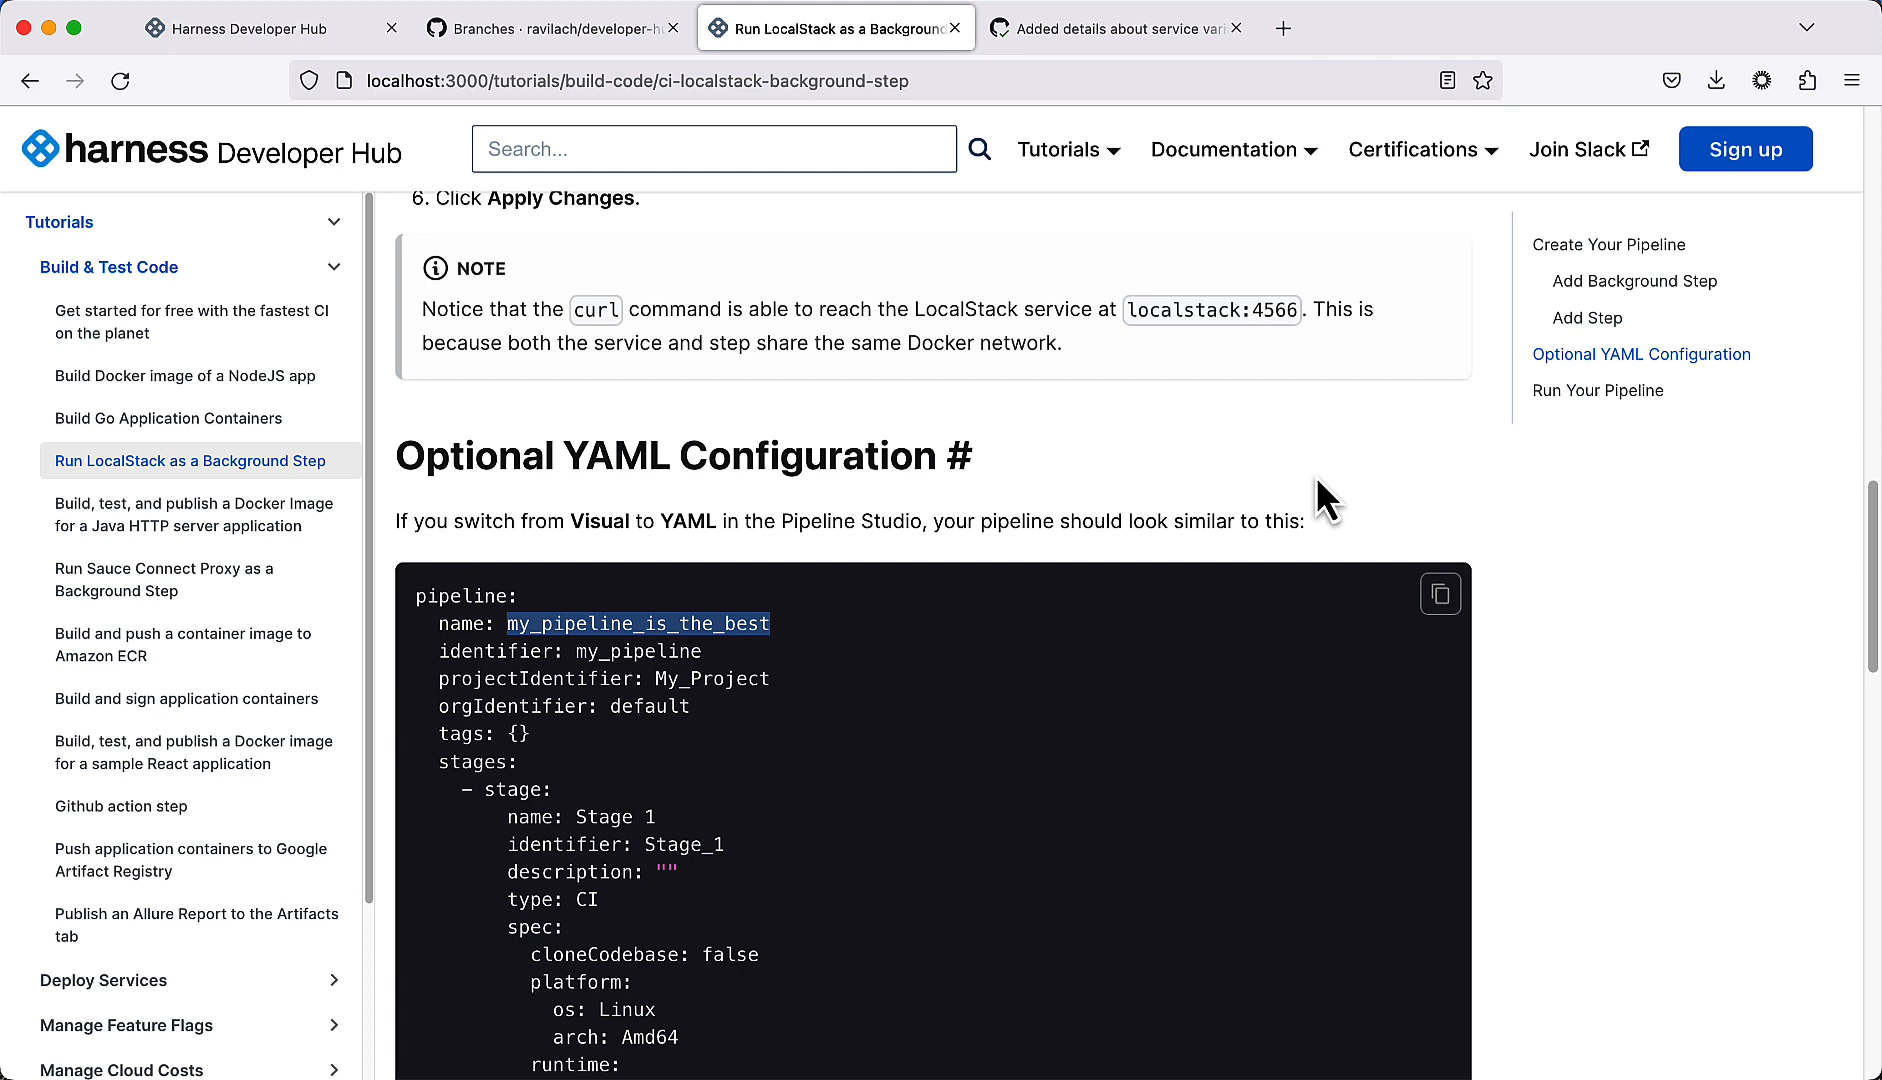 Harness Developer Hub
Branches · ravilach/developer-hu
Run LocalStack as a Background
Added details about service vari
localhost:3000/tutorials/build-code/ci-localstack-background-step
harness Developer Hub
Search...
Tutorials
Documentation
Certifications
Join Slack
Sign up
Tutorials
Build & Test Code
Get started for free with the fastest CI
on the planet
Build Docker image of a NodeJS app
Build Go Application Containers
Run LocalStack as a Background Step
Build, test, and publish a Docker Image
for a Java HTTP server application
Run Sauce Connect Proxy as a
Background Step
Build and push a container image to
Amazon ECR
Build and sign application containers
Build, test, and publish a Docker image
for a sample React application
Github action step
Push application containers to Google
Artifact Registry
Publish an Allure Report to the Artifacts
tab
Deploy Services
Manage Feature Flags
Manage Cloud Costs
6. Click Apply Changes.
NOTE
Notice that the curl command is able to reach the LocalStack service at localstack:4566. This is
because both the service and step share the same Docker network.
Optional YAML Configuration #
If you switch from Visual to YAML in the Pipeline Studio, your pipeline should look similar to this:
pipeline:
name: my_pipeline_is_the_best
identifier: my_pipeline
projectIdentifier: My_Project
orgIdentifier: default
tags: {}
stages:
- stage:
name: Stage 1
identifier: Stage_1
description: ""
type: CI
spec:
cloneCodebase: false
platform:
os: Linux
arch: Amd64
runtime:
Create Your Pipeline
Add Background Step
Add Step
Optional YAML Configuration
Run Your Pipeline